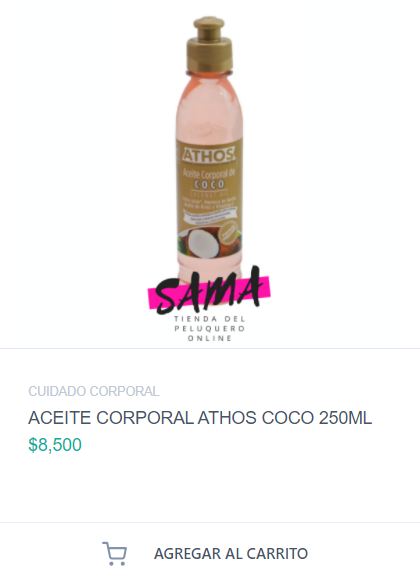 ATHOS
Aceite Corporal de
COCO
SAMA
TIENDA DEL
PELUQUERO
ONLINE
CUIDADO CORPORAL
ACEITE CORPORAL ATHOS COCO 250ML
$8,500
AGREGAR AL CARRITO